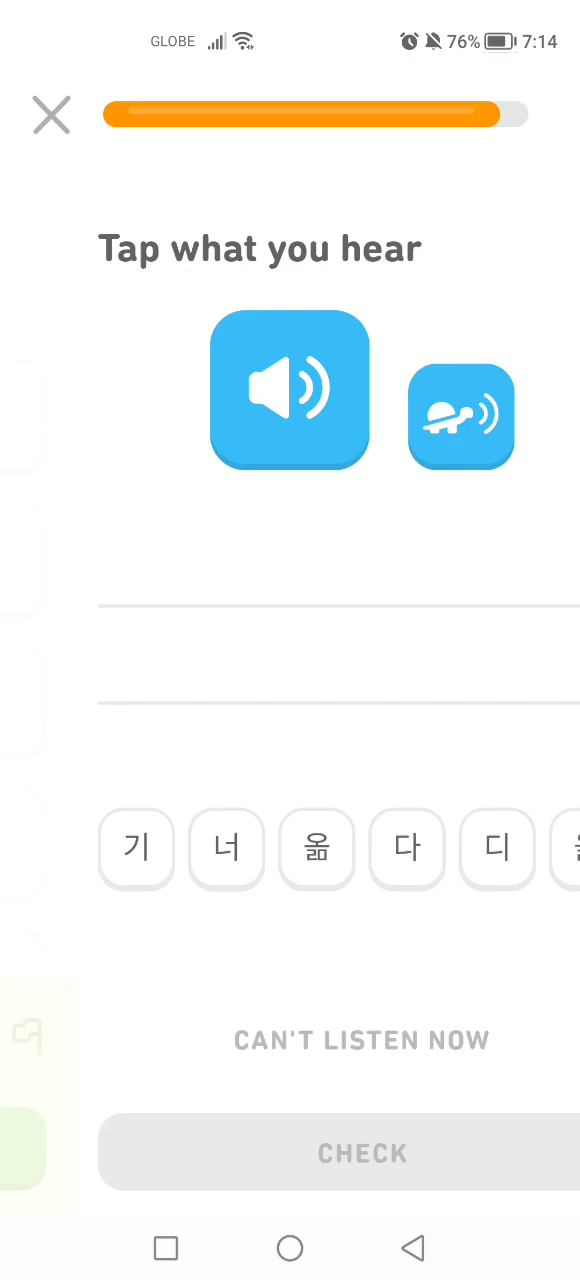 GLOBE 76% 7:14
Tap what you hear
기 너 옮 다 디
CAN'T LISTEN NOW
CHECK